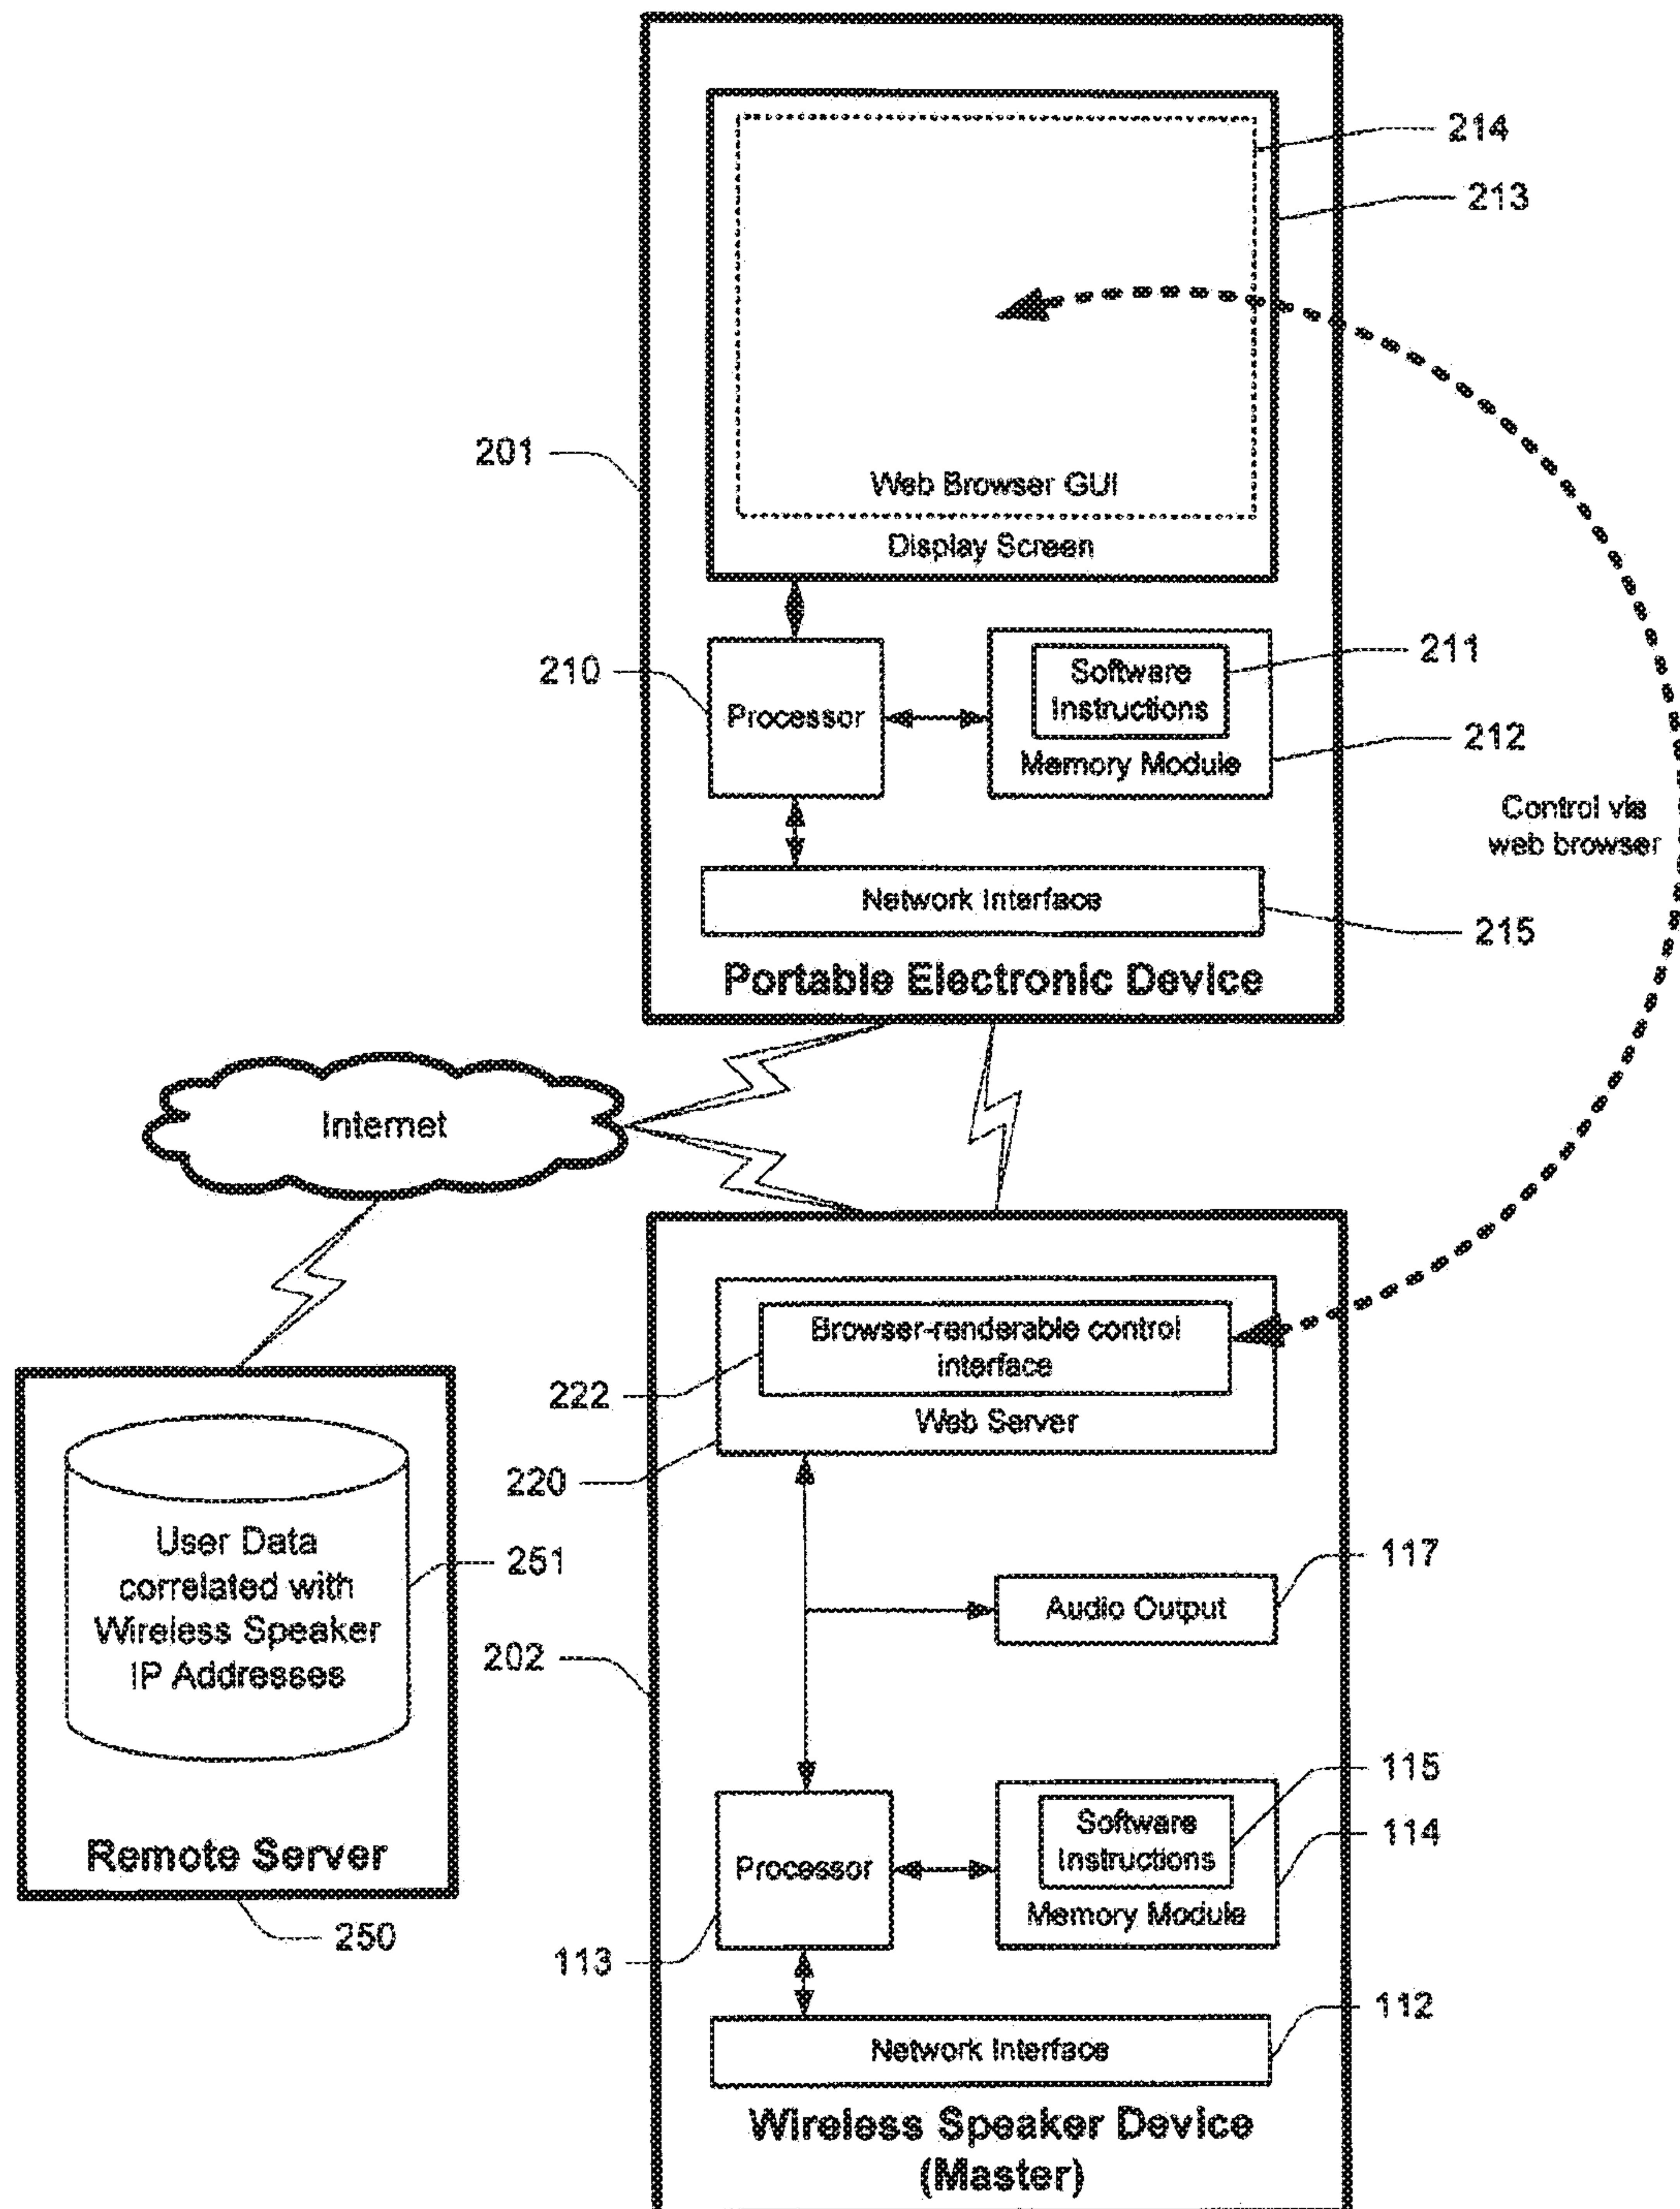 214
213
201
Web Browser GUI
Display Screen
210
Processor
Software
Instructions
Memory Module
211
212
Control via
web browser
Network Interface
215
Portable Electronic Device
Internet
Browser-renderable control
interface
222
Web Server
220
User Data
correlated with
Wireless Speaker
IP Addresses
251
117
Audio Output
202
115
Software
Instructions
114
Processor
Memory Module
Remote Server
250
113
112
Network Interface
Wireless Speaker Device
(Master)